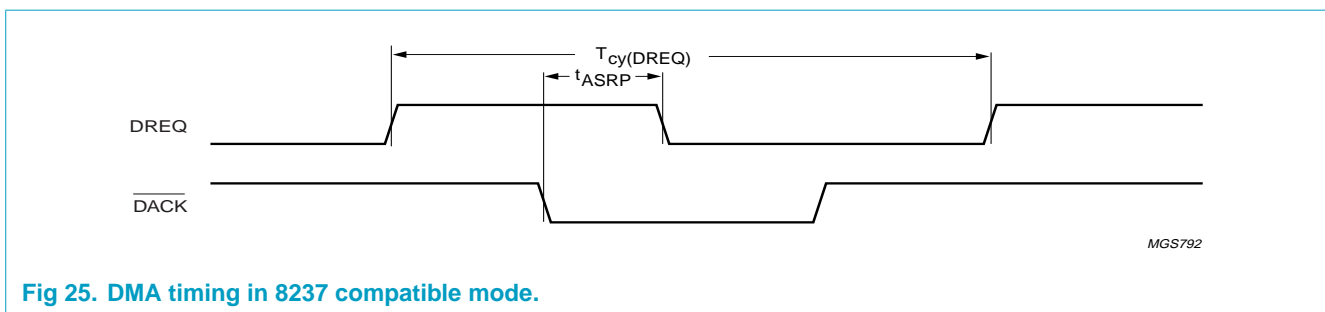 Tcy(DREQ)
tASRP
DREQ
DACK
MGS792
Fig 25. DMA timing in 8237 compatible mode.